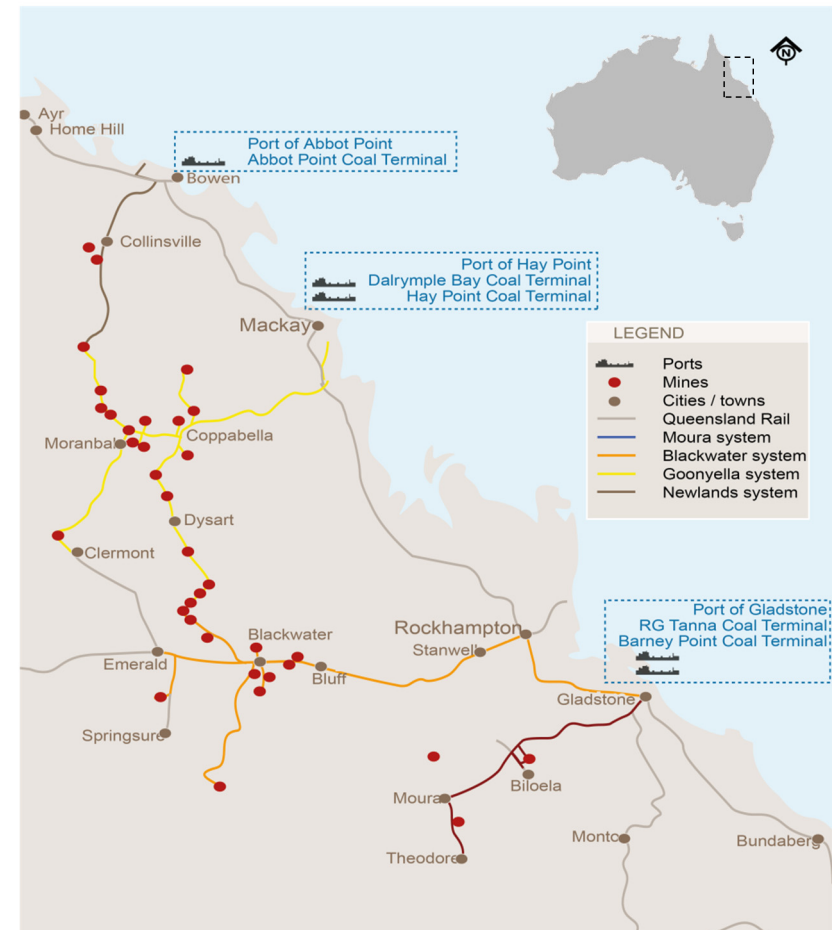 N
Ayr
Home Hill
Port of Abbot Point
Abbot Point Coal Terminal
Bowen
Collinsville
Port of Hay Point
Dalrymple Bay Coal Terminal
Hay Point Coal Terminal
Mackay
LEGEND
Ports
Mines
Cities / towns
Queensland Rail
Moura system
Blackwater system
Goonyella system
Newlands system
Moranbah
Coppabella
Dysart
Clermont
Port of Gladstone
RG Tanna Coal Terminal
Barney Point Coal Terminal
Blackwater
Rockhampton
Stanwell
Emerald
Bluff
Gladstone
Springsure
Biloela
Moura
Monto
Bundaberg
Theodore